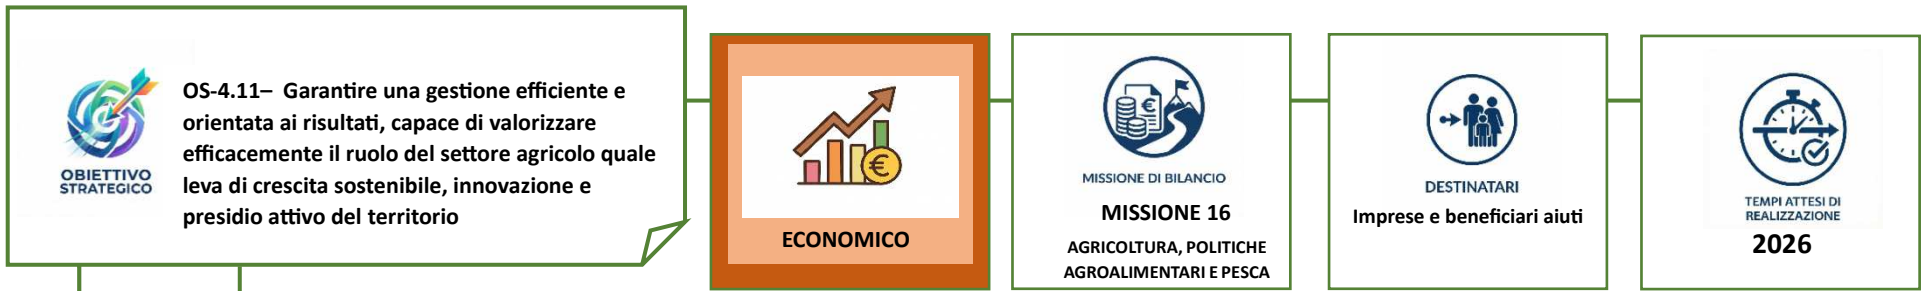 OBIETTIVO
STRATEGICO
OS-4.11– Garantire una gestione efficiente e
orientata ai risultati, capace di valorizzare
efficacemente il ruolo del settore agricolo quale
leva di crescita sostenibile, innovazione e
presidio attivo del territorio
€
ECONOMICO
€
MISSIONE DI BILANCIO
MISSIONE 16
AGRICOLTURA, POLITICHE
AGROALIMENTARI E PESCA
DESTINATARI
Imprese e beneficiari aiuti
TEMPI ATTESI DI
REALIZZAZIONE
2026